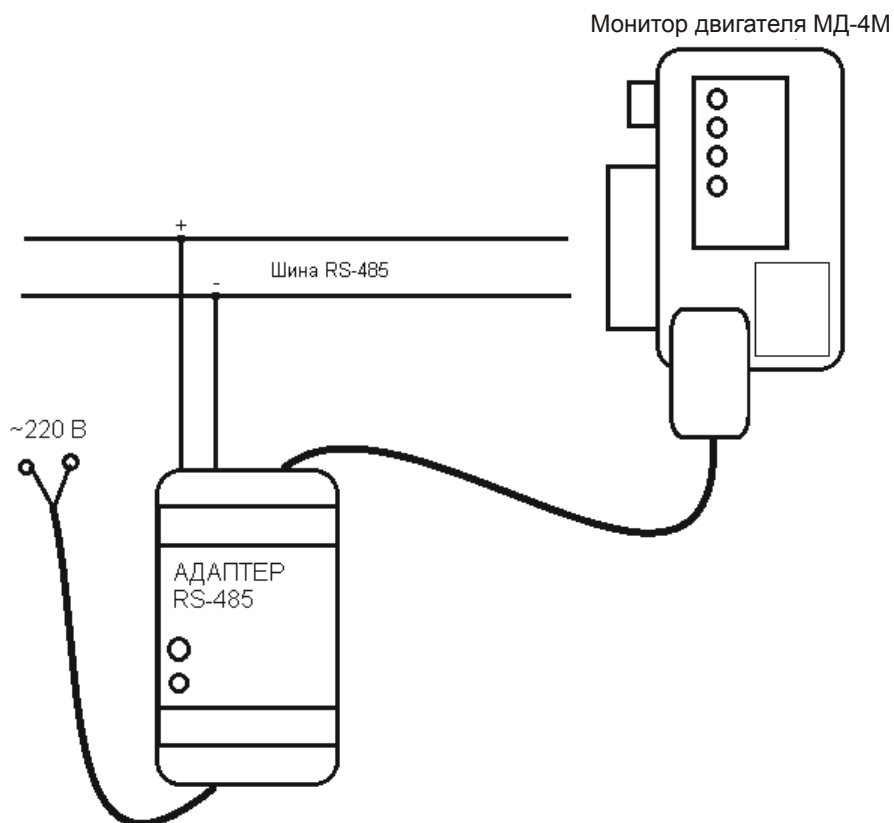 Монитор двигателя МД-4М
+
Шина RS-485
-
~220 В
АДАПТЕР
RS-485